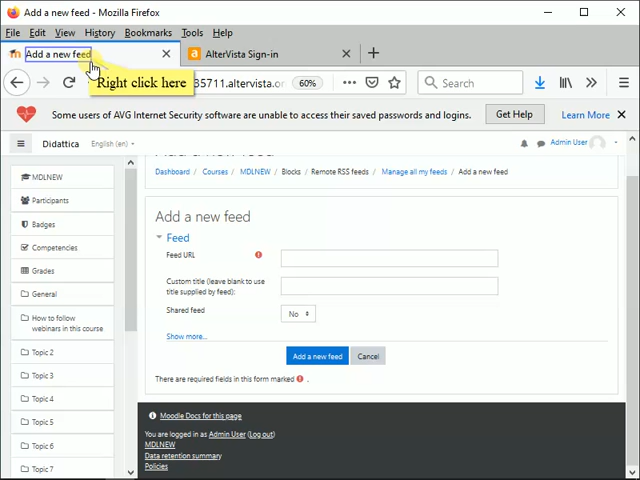 Add a new feed - Mozilla Firefox
File Edit View History Bookmarks Tools Help
Add a new feed
AlterVista Sign-in
Right click here
35711.altervista.or
60%
Search
Some users of AVG Internet Security software are unable to access their saved passwords and logins.
Get Help
Learn More
Didattica
English (en)
Admin User
Add a new feed
Dashboard / Courses / MDLNEW / Blocks / Remote RSS feeds / Manage all my feeds / Add a new feed
MDLNEW
Participants
Badges
Competencies
Grades
General
How to follow
webinars in this course
Topic 2
Topic 3
Topic 4
Topic 5
Topic 6
Topic 7
Add a new feed
Feed
Feed URL
Custom title (leave blank to use
title supplied by feed):
Shared feed
No
Show more...
Add a new feed
Cancel
There are required fields in this form marked .
Moodle Docs for this page
You are logged in as Admin User (Log out)
MDLNEW
Data retention summary
Policies